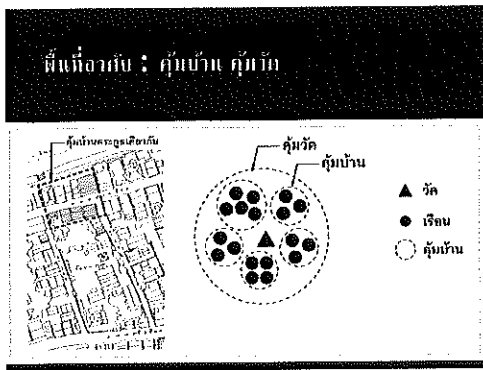 พื้นที่อาศัย : คุ้มบ้าน คุ้มวัด
คุ้มบ้านตระกูลเดียวกัน
คุ้มวัด
คุ้มบ้าน
วัด
เรือน
คุ้มบ้าน